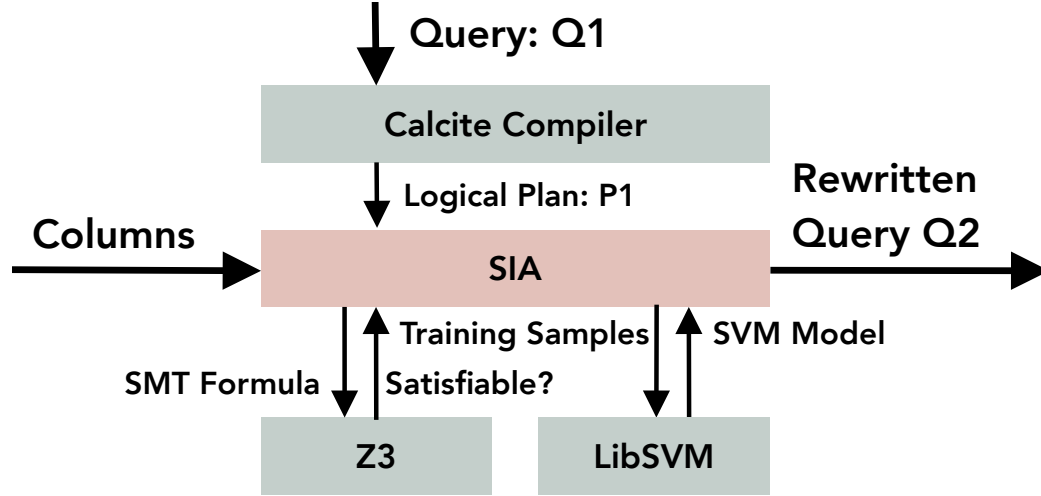 Query: Q1
Calcite Compiler
Logical Plan: P1
Rewritten
Query Q2
Columns
SIA
Training Samples
SVM Model
SMT Formula
Satisfiable?
Z3
LibSVM